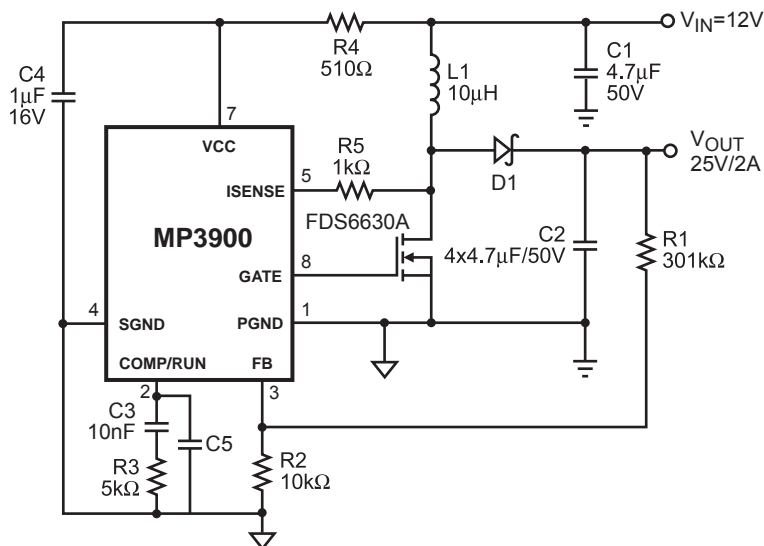 V_IN=12V
R4
510Ω
C1
4.7µF
50V
L1
10µH
C4
1µF
16V
7
VCC
R5
1kΩ
5
ISENSE
D1
V_OUT
25V/2A
FDS6630A
MP3900
C2
4x4.7µF/50V
R1
301kΩ
8
GATE
4
SGND
1
PGND
COMP/RUN
FB
2
3
C3
10nF
C5
R3
5kΩ
R2
10kΩ